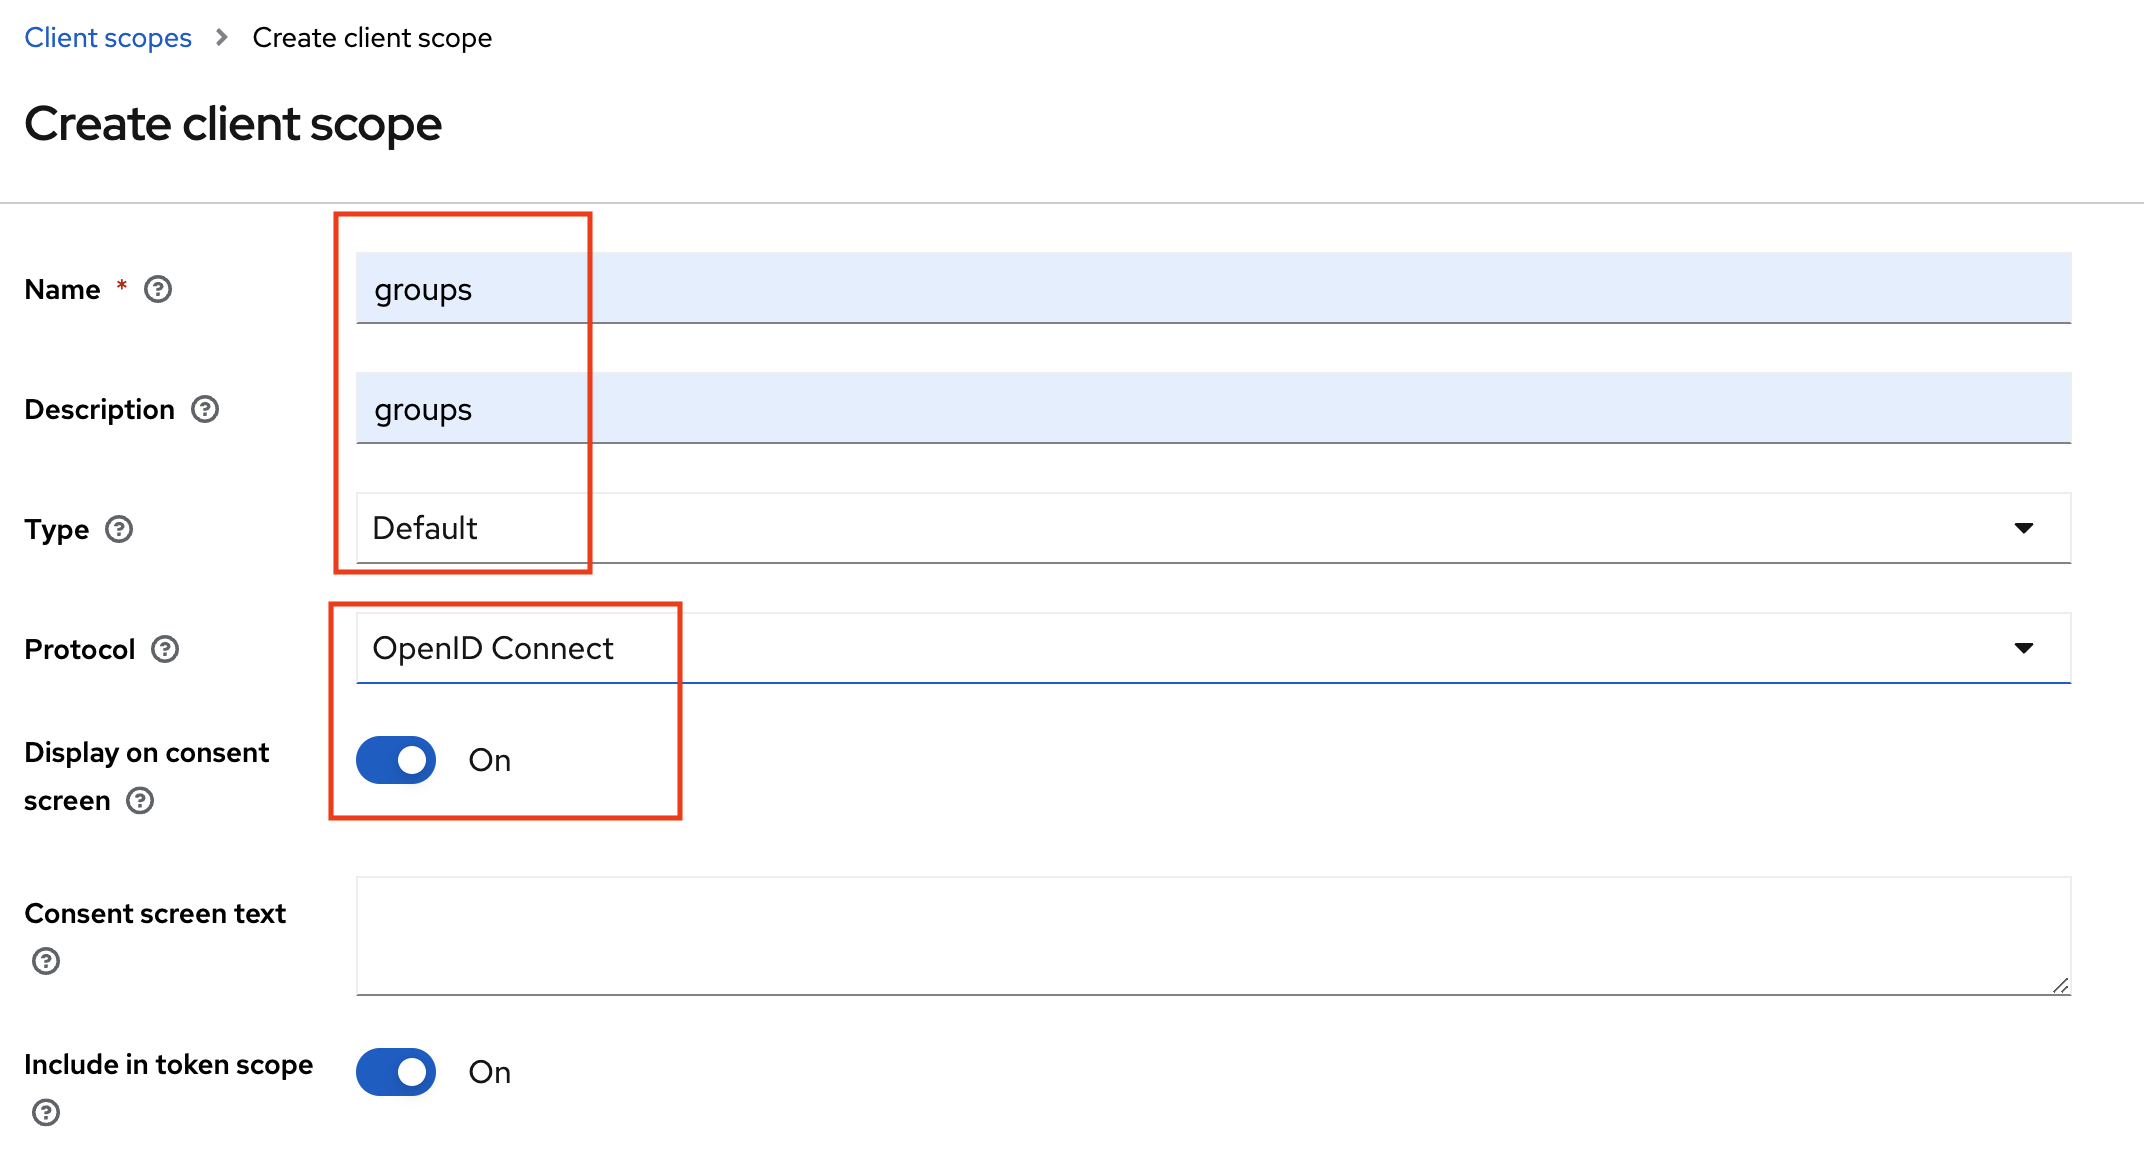 Client scopes > Create client scope
Create client scope
Name * ?
groups
Description ?
groups
Type ?
Default
Protocol ?
OpenID Connect
Display on consent
screen ?
On
Consent screen text
?
Include in token scope
On
?